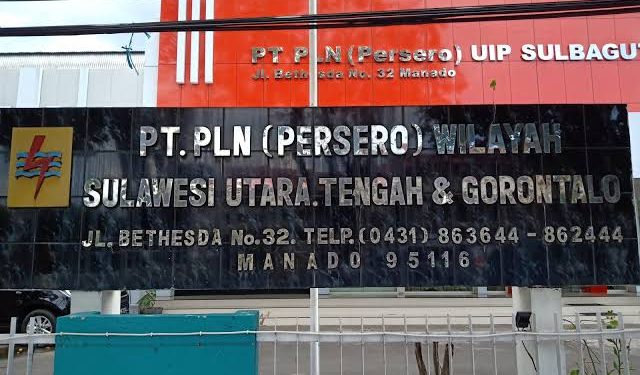 PT PLN (Persero) UIP SULBAGUT
Jl. Bethesda No. 32 Manado
PT. PLN (PERSERO) WILAYAH
SULAWESI UTARA.TENGAH & GORONTALO
JL. BETHESDA No.32. TELP.(0431) 863644 - 862444
MANADO 95116